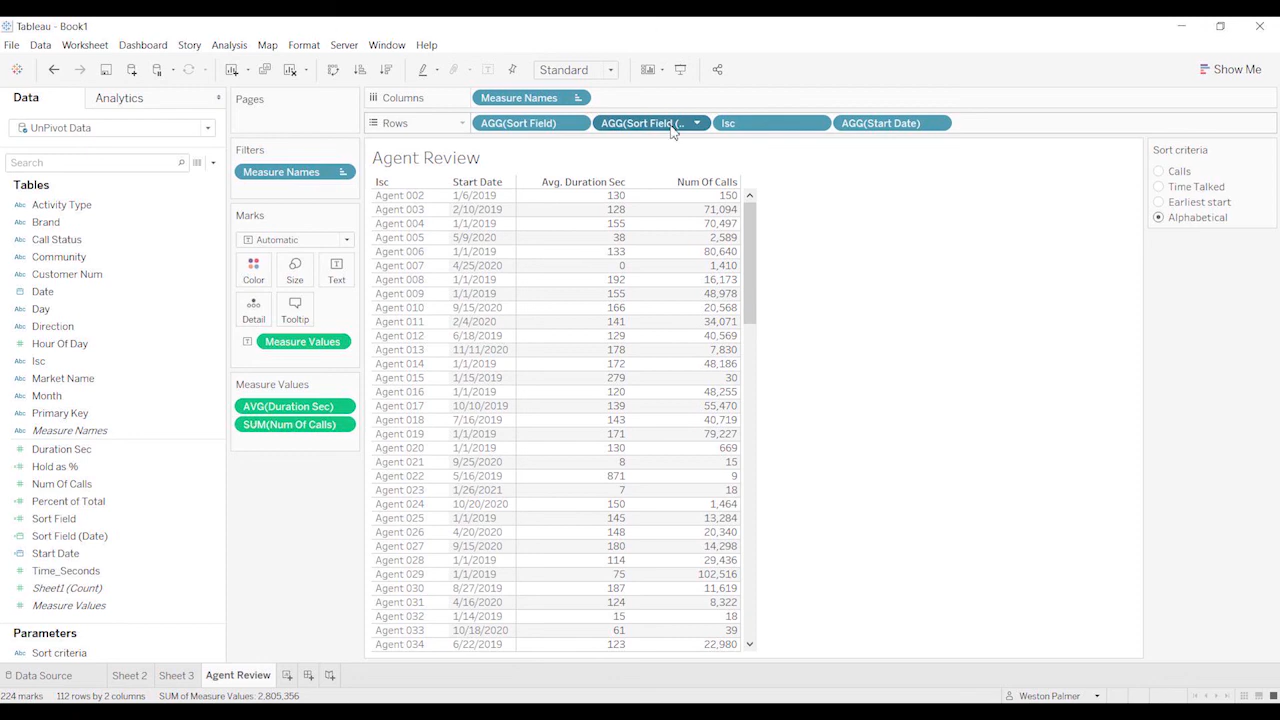 Tableau - Book1
File Data Worksheet Dashboard Story Analysis Map Format Server Window Help
Standard
Show Me
Data Analytics
UnPivot Data
Search
Tables
Abc Activity Type
Abc Brand
Abc Call Status
Abc Community
Abc Customer Num
Date
Abc Day
Abc Direction
# Hour Of Day
Abc Isc
Abc Market Name
Abc Month
Abc Primary Key
Abc Measure Names
# Duration Sec
# Hold as %
# Num Of Calls
# Percent of Total
# Sort Field
Sort Field (Date)
Start Date
# Time_Seconds
# Sheet1 (Count)
# Measure Values
Parameters
Abc Sort criteria
Pages
Filters
Measure Names
Marks
Automatic
Color Size Text
Detail Tooltip
Measure Values
Measure Values
AVG(Duration Sec)
SUM(Num Of Calls)
Columns Measure Names
Rows AGG(Sort Field) AGG(Sort Field (.. Isc AGG(Start Date)
Agent Review
Isc Start Date Avg. Duration Sec Num Of Calls
Agent 002 1/6/2019 130 150
Agent 003 2/10/2019 128 71,094
Agent 004 1/1/2019 155 70,497
Agent 005 5/9/2020 38 2,589
Agent 006 1/1/2019 133 80,640
Agent 007 4/25/2020 0 1,410
Agent 008 1/1/2019 192 16,173
Agent 009 1/1/2019 155 48,978
Agent 010 9/15/2020 166 20,568
Agent 011 2/4/2020 141 34,071
Agent 012 6/18/2019 129 40,569
Agent 013 11/11/2020 178 7,830
Agent 014 1/1/2019 172 48,186
Agent 015 1/15/2019 279 30
Agent 016 1/1/2019 120 48,255
Agent 017 10/10/2019 139 55,470
Agent 018 7/16/2019 143 40,719
Agent 019 1/1/2019 171 79,227
Agent 020 1/1/2019 130 669
Agent 021 9/25/2020 8 15
Agent 022 5/16/2019 871 9
Agent 023 1/26/2021 7 18
Agent 024 10/20/2020 150 1,464
Agent 025 1/1/2019 145 13,284
Agent 026 4/20/2020 148 20,340
Agent 027 9/15/2020 180 14,298
Agent 028 1/1/2019 114 29,436
Agent 029 1/1/2019 75 102,516
Agent 030 8/27/2019 187 11,619
Agent 031 4/16/2020 124 8,322
Agent 032 1/14/2019 15 18
Agent 033 10/18/2020 61 39
Agent 034 6/22/2019 123 22,980
Sort criteria
Calls
Time Talked
Earliest start
Alphabetical
Data Source Sheet 2 Sheet 3 Agent Review
224 marks 112 rows by 2 columns SUM of Measure Values: 2,805,356
Weston Palmer